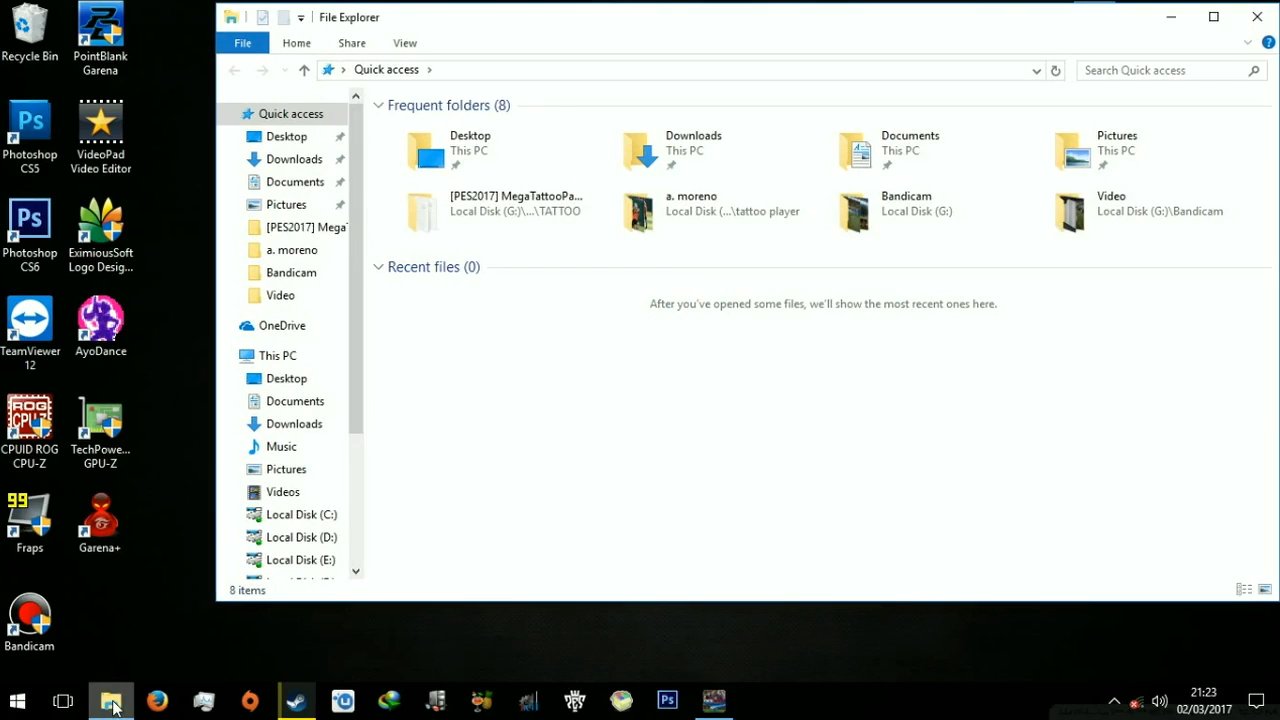 Recycle Bin
PointBlank
Garena
Photoshop
CS5
VideoPad
Video Editor
Photoshop
CS6
EximiousSoft
Logo Desig...
TeamViewer
12
AyoDance
CPUID ROG
CPU-Z
TechPowe...
GPU-Z
99
Fraps
Garena+
Bandicam
File Explorer
File
Home
Share
View
Quick access
Search Quick access
Quick access
Desktop
Downloads
Documents
Pictures
[PES2017] MegaT
a. moreno
Bandicam
Video
OneDrive
This PC
Desktop
Documents
Downloads
Music
Pictures
Videos
Local Disk (C:)
Local Disk (D:)
Local Disk (E:)
Frequent folders (8)
Desktop
This PC
Downloads
This PC
Documents
This PC
Pictures
This PC
[PES2017] MegaTattooPa...
Local Disk (G:)\...\TATTOO
a. moreno
Local Disk (...\tattoo player
Bandicam
Local Disk (G:)
Video
Local Disk (G:)\Bandicam
Recent files (0)
After you've opened some files, we'll show the most recent ones here.
8 items
21:23
02/03/2017